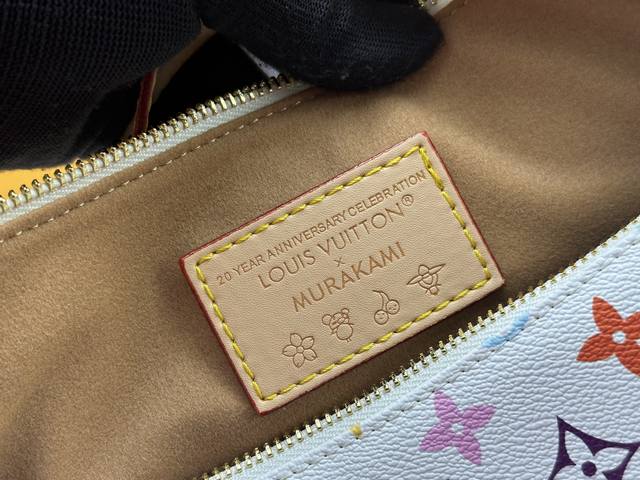 20 YEAR ANNIVERSARY CELEBRATION
LOUIS VUITTON®
×
MURAKAMI